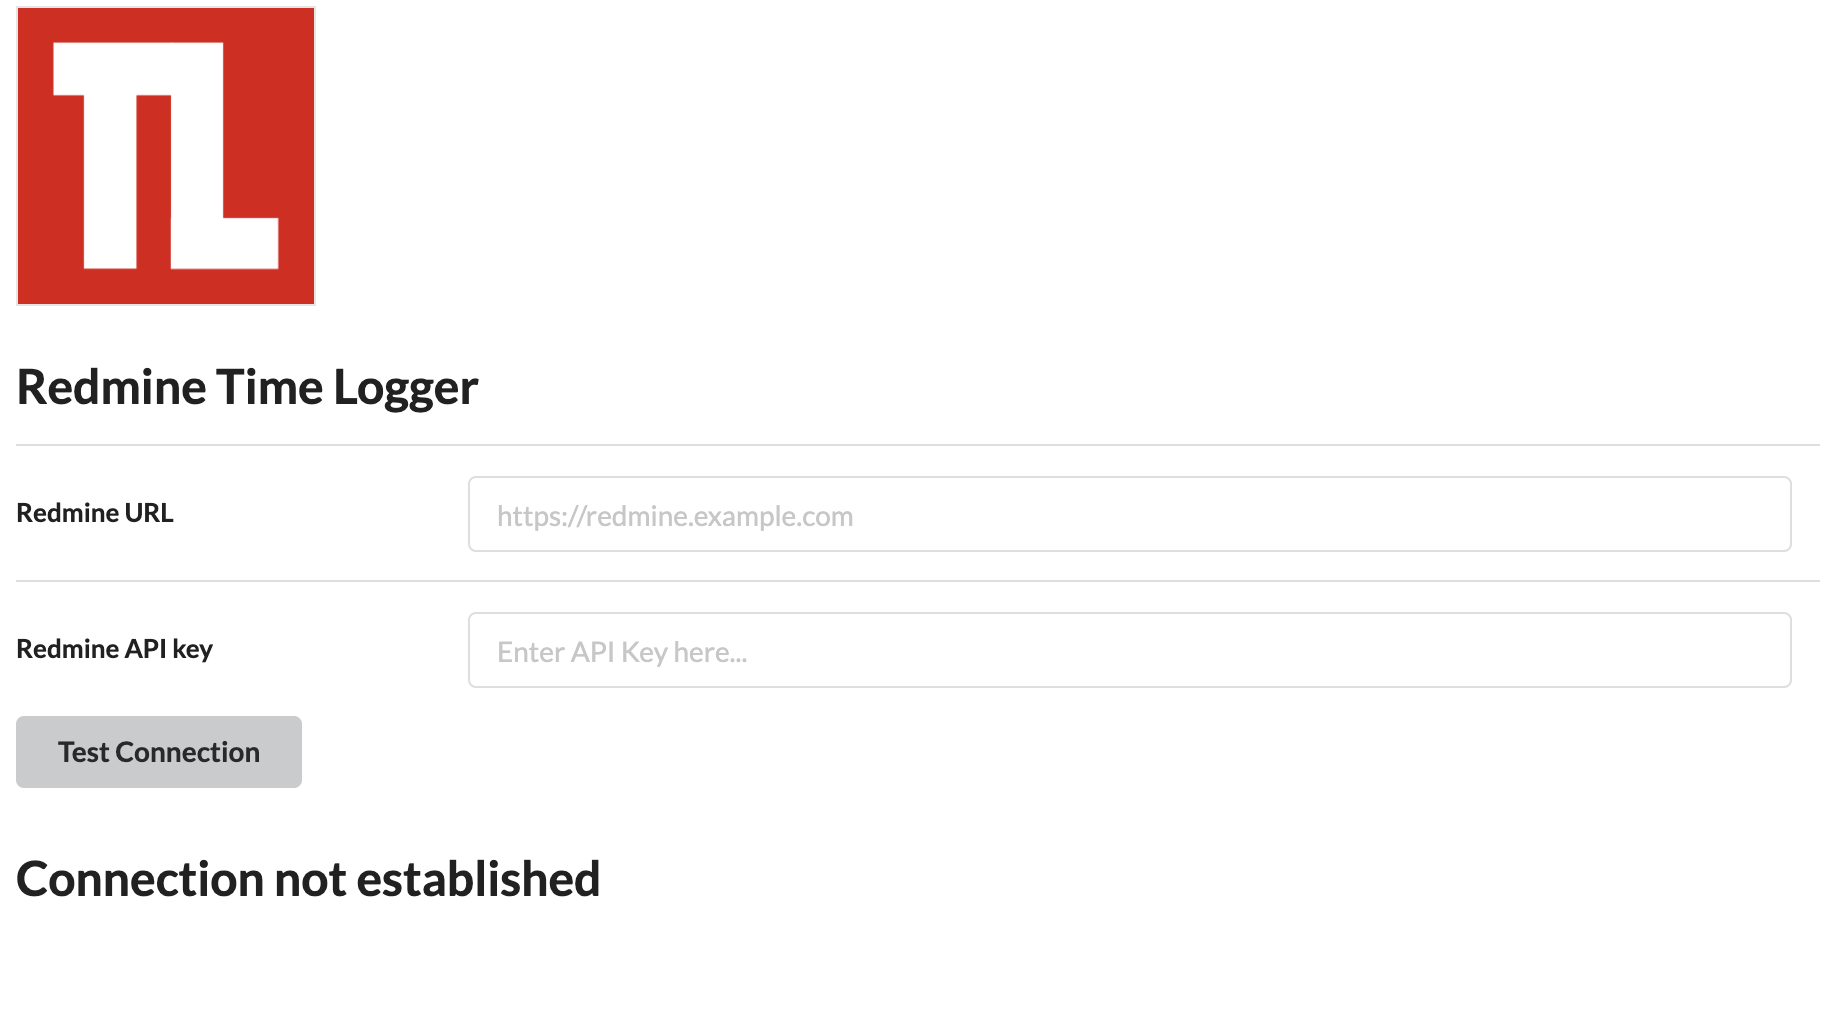 TL
Redmine Time Logger
Redmine URL
https://redmine.example.com
Redmine API key
Enter API Key here...
Test Connection
Connection not established